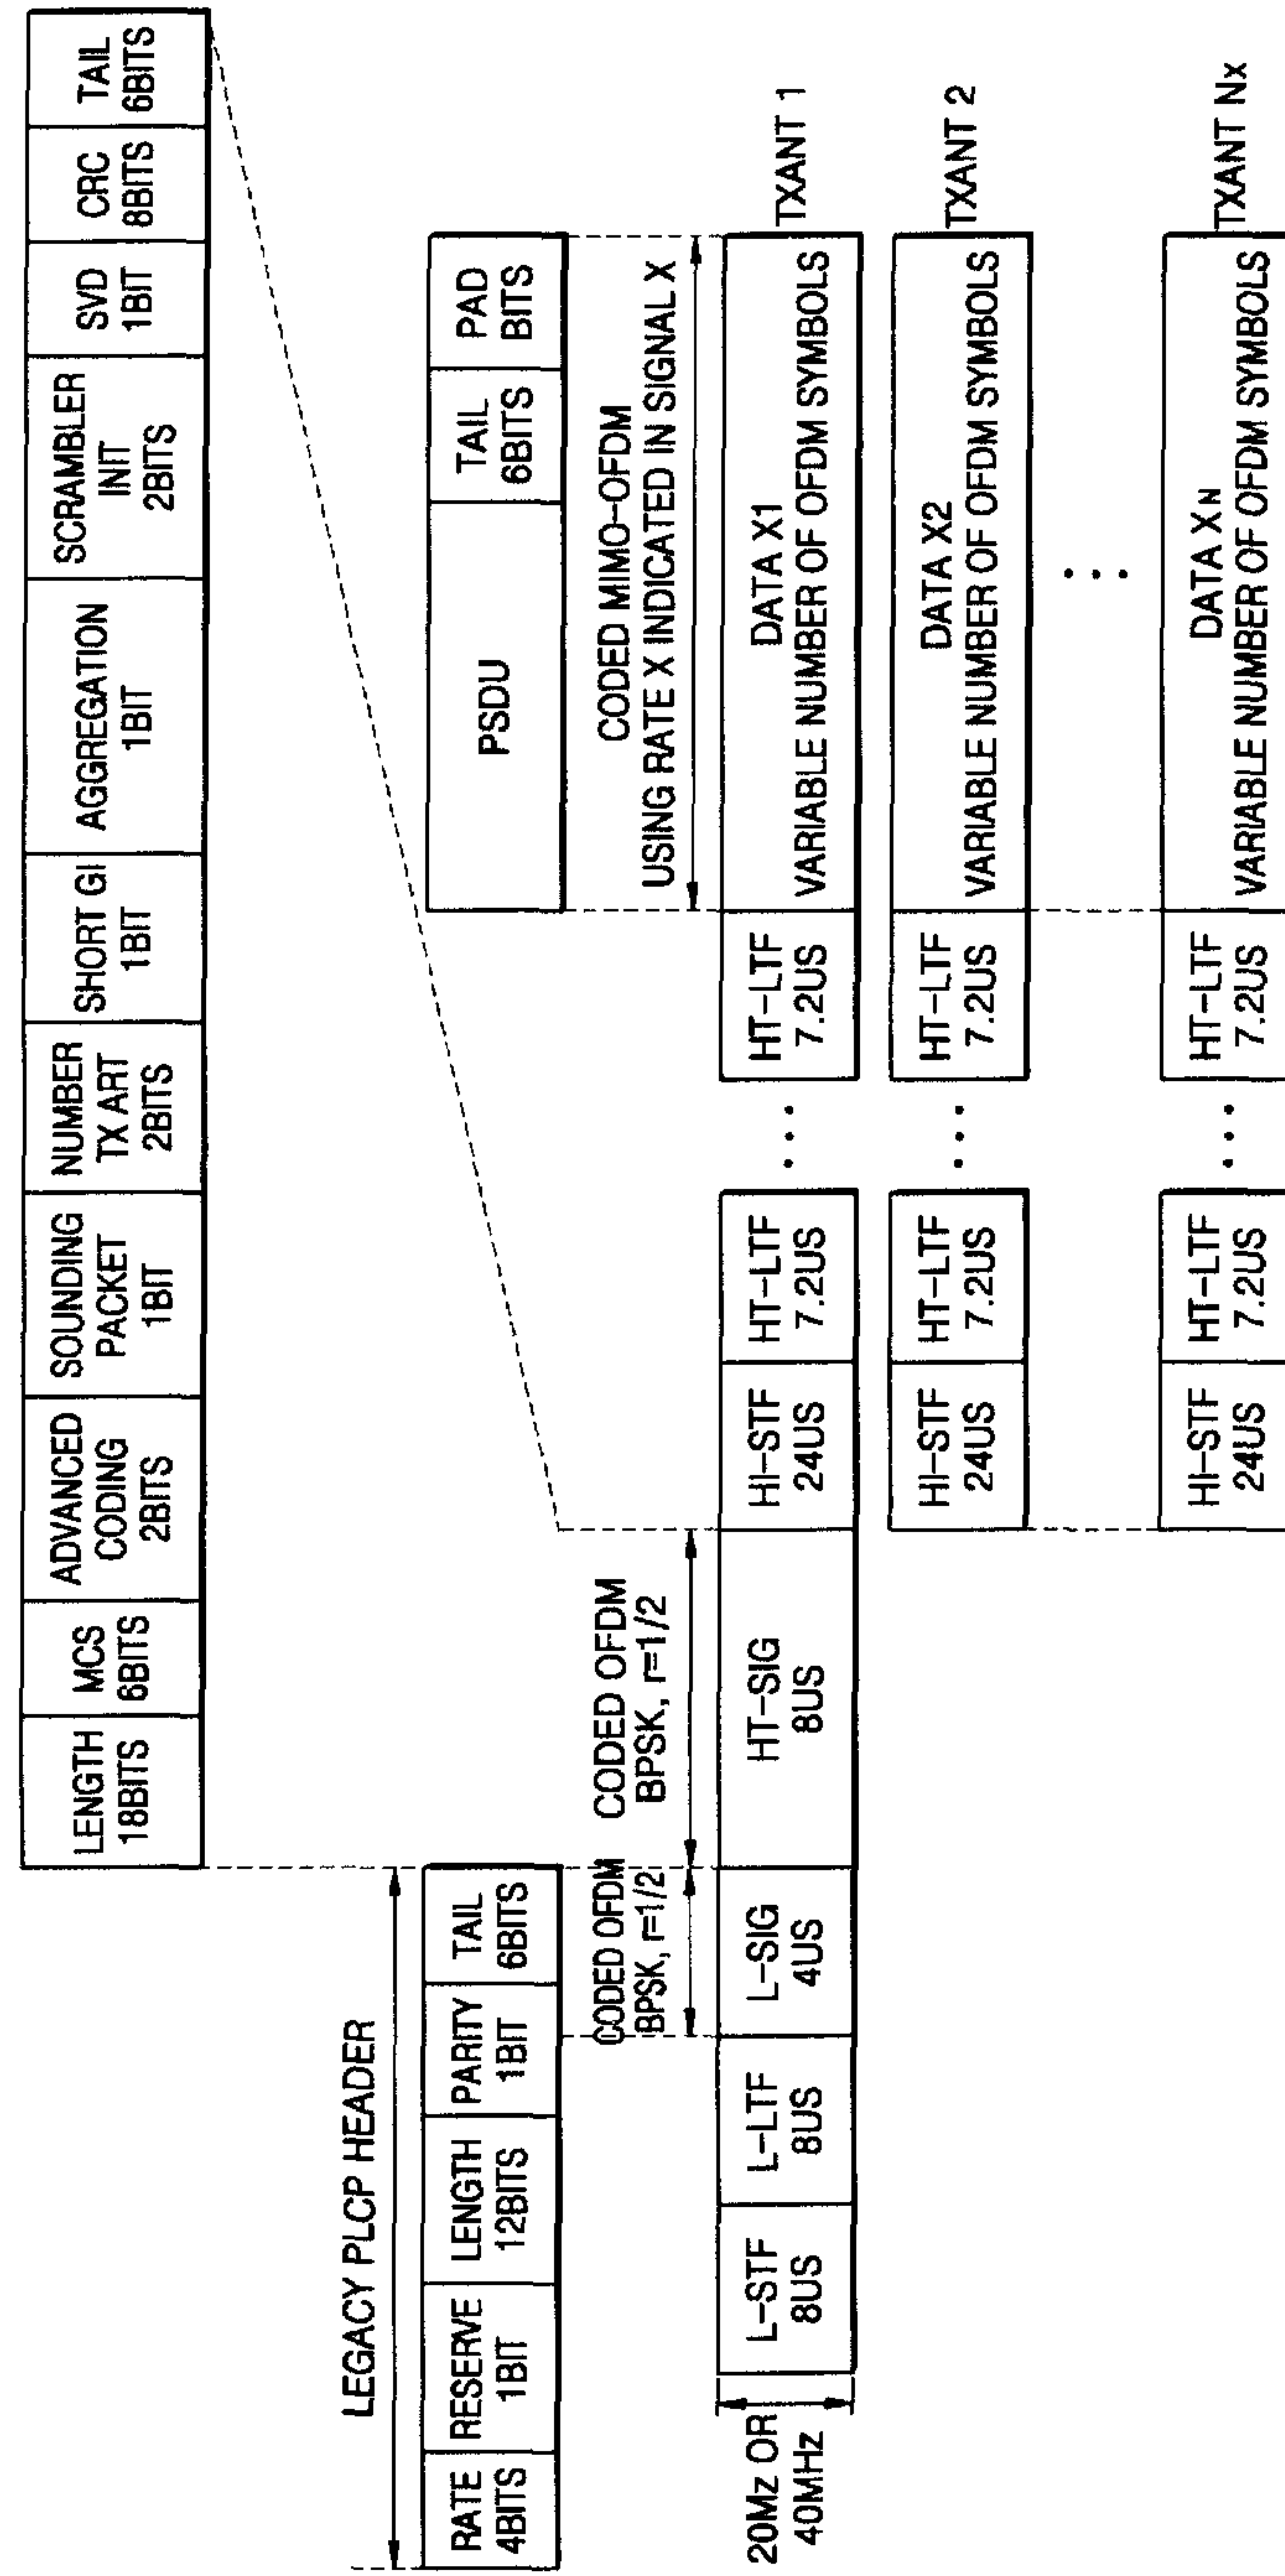 LENGTH
18BITS
MCS
6BITS
ADVANCED
CODING
2BITS
SOUNDING
PACKET
1BIT
NUMBER
TX ART
2BITS
SHORT GI
1BIT
AGGREGATION
1BIT
SCRAMBLER
INIT
2BITS
SVD
1BIT
CRC
8BITS
TAIL
6BITS
LEGACY PLCP HEADER
RATE
4BITS
RESERVE
1BIT
LENGTH
12BITS
PARITY
1BIT
TAIL
6BITS
PSDU
TAIL
6BITS
PAD
BITS
CODED OFDM
BPSK, r=1/2
CODED OFDM
BPSK, r=1/2
CODED MIMO-OFDM
USING RATE X INDICATED IN SIGNAL X
20Mz OR
40MHz
L-STF
8US
L-LTF
8US
L-SIG
4US
HT-SIG
8US
HI-STF
24US
HT-LTF
7.2US
...
HT-LTF
7.2US
DATA X1
VARIABLE NUMBER OF OFDM SYMBOLS
TXANT 1
HI-STF
24US
HT-LTF
7.2US
...
HT-LTF
7.2US
DATA X2
VARIABLE NUMBER OF OFDM SYMBOLS
TXANT 2
...
HI-STF
24US
HT-LTF
7.2US
...
HT-LTF
7.2US
DATA XN
VARIABLE NUMBER OF OFDM SYMBOLS
TXANT Nx